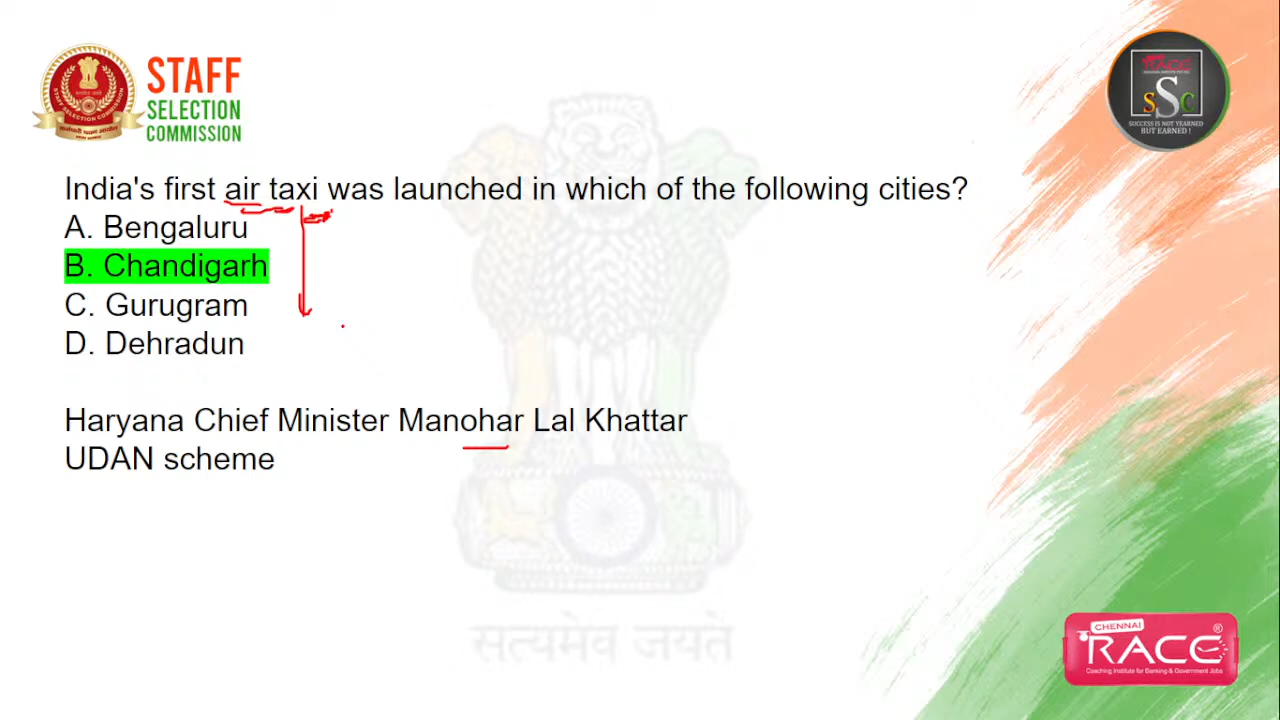 STAFF
SELECTION
COMMISSION
RACE
SSC
SUCCESS IS NOT YEARNED
BUT EARNED !
India's first air taxi was launched in which of the following cities?
A. Bengaluru
B. Chandigarh
C. Gurugram
D. Dehradun
Haryana Chief Minister Manohar Lal Khattar
UDAN scheme
सत्यमेव जयते
CHENNAI
RACE®
Coaching Institute for Banking & Government Jobs